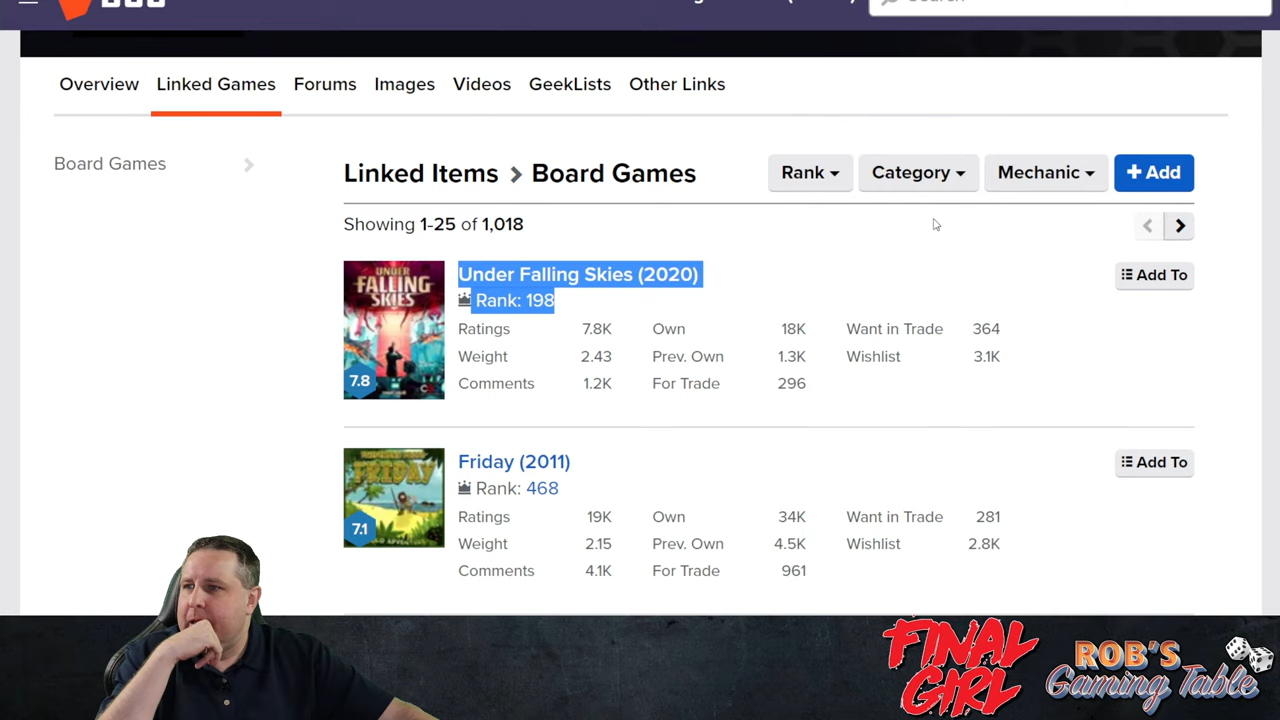 Overview Linked Games Forums Images Videos GeekLists Other Links
Board Games
Linked Items > Board Games
Rank Category Mechanic + Add
Showing 1-25 of 1,018
UNDER FALLING SKIES
7.8
Under Falling Skies (2020)
Rank: 198
Add To
Ratings 7.8K Own 18K Want in Trade 364
Weight 2.43 Prev. Own 1.3K Wishlist 3.1K
Comments 1.2K For Trade 296
FRIDAY
7.1
Friday (2011)
Rank: 468
Add To
Ratings 19K Own 34K Want in Trade 281
Weight 2.15 Prev. Own 4.5K Wishlist 2.8K
Comments 4.1K For Trade 961
FINAL GIRL
ROB'S Gaming Table